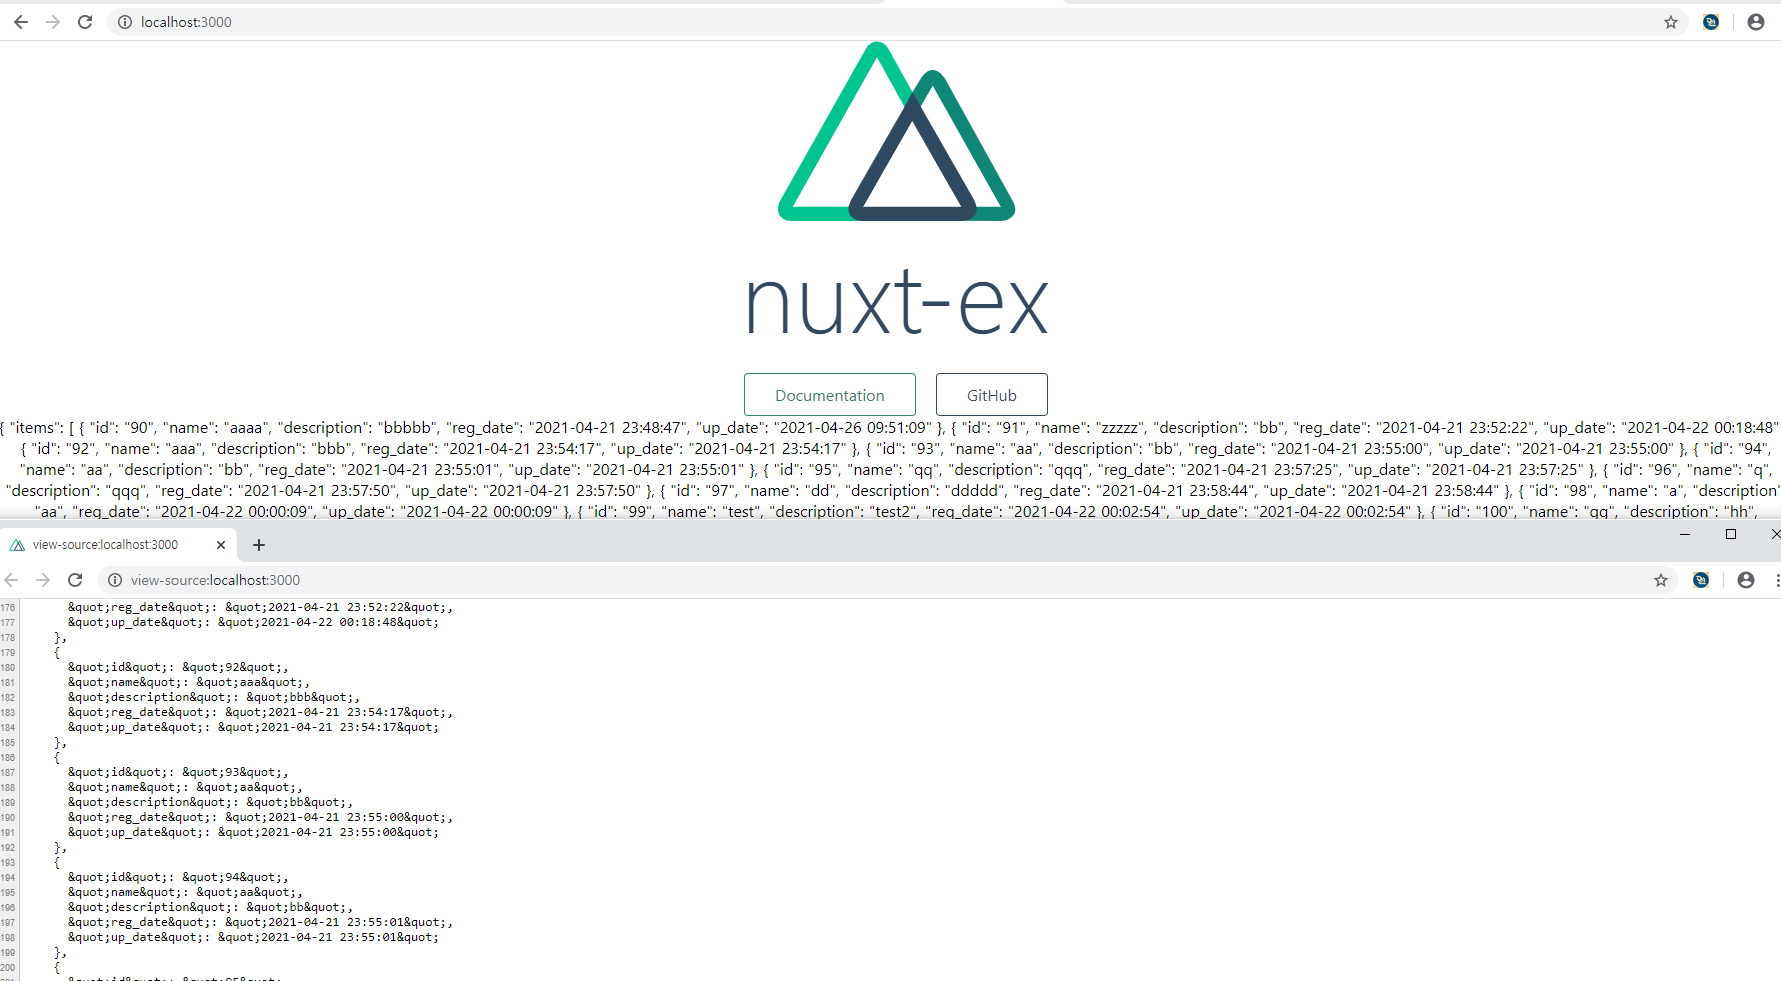 localhost:3000
nuxt-ex
Documentation GitHub
{ "items": [ { "id": "90", "name": "aaaa", "description": "bbbbb", "reg_date": "2021-04-21 23:48:47", "up_date": "2021-04-26 09:51:09" }, { "id": "91", "name": "zzzzz", "description": "bb", "reg_date": "2021-04-21 23:52:22", "up_date": "2021-04-22 00:18:48"
{ "id": "92", "name": "aaa", "description": "bbb", "reg_date": "2021-04-21 23:54:17", "up_date": "2021-04-21 23:54:17" }, { "id": "93", "name": "aa", "description": "bb", "reg_date": "2021-04-21 23:55:00", "up_date": "2021-04-21 23:55:00" }, { "id": "94",
"name": "aa", "description": "bb", "reg_date": "2021-04-21 23:55:01", "up_date": "2021-04-21 23:55:01" }, { "id": "95", "name": "qq", "description": "qqq", "reg_date": "2021-04-21 23:57:25", "up_date": "2021-04-21 23:57:25" }, { "id": "96", "name": "q",
"description": "qqq", "reg_date": "2021-04-21 23:57:50", "up_date": "2021-04-21 23:57:50" }, { "id": "97", "name": "dd", "description": "ddddd", "reg_date": "2021-04-21 23:58:44", "up_date": "2021-04-21 23:58:44" }, { "id": "98", "name": "a", "description"
"aa", "reg_date": "2021-04-22 00:00:09", "up_date": "2021-04-22 00:00:09" }, { "id": "99", "name": "test", "description": "test2", "reg_date": "2021-04-22 00:02:54", "up_date": "2021-04-22 00:02:54" }, { "id": "100", "name": "qq", "description": "hh",
view-source:localhost:3000
view-source:localhost:3000
176 &quot;reg_date&quot;: &quot;2021-04-21 23:52:22&quot;,
177 &quot;up_date&quot;: &quot;2021-04-22 00:18:48&quot;
178 },
179 {
180 &quot;id&quot;: &quot;92&quot;,
181 &quot;name&quot;: &quot;aaa&quot;,
182 &quot;description&quot;: &quot;bbb&quot;,
183 &quot;reg_date&quot;: &quot;2021-04-21 23:54:17&quot;,
184 &quot;up_date&quot;: &quot;2021-04-21 23:54:17&quot;
185 },
186 {
187 &quot;id&quot;: &quot;93&quot;,
188 &quot;name&quot;: &quot;aa&quot;,
189 &quot;description&quot;: &quot;bb&quot;,
190 &quot;reg_date&quot;: &quot;2021-04-21 23:55:00&quot;,
191 &quot;up_date&quot;: &quot;2021-04-21 23:55:00&quot;
192 },
193 {
194 &quot;id&quot;: &quot;94&quot;,
195 &quot;name&quot;: &quot;aa&quot;,
196 &quot;description&quot;: &quot;bb&quot;,
197 &quot;reg_date&quot;: &quot;2021-04-21 23:55:01&quot;,
198 &quot;up_date&quot;: &quot;2021-04-21 23:55:01&quot;
199 },
200 {